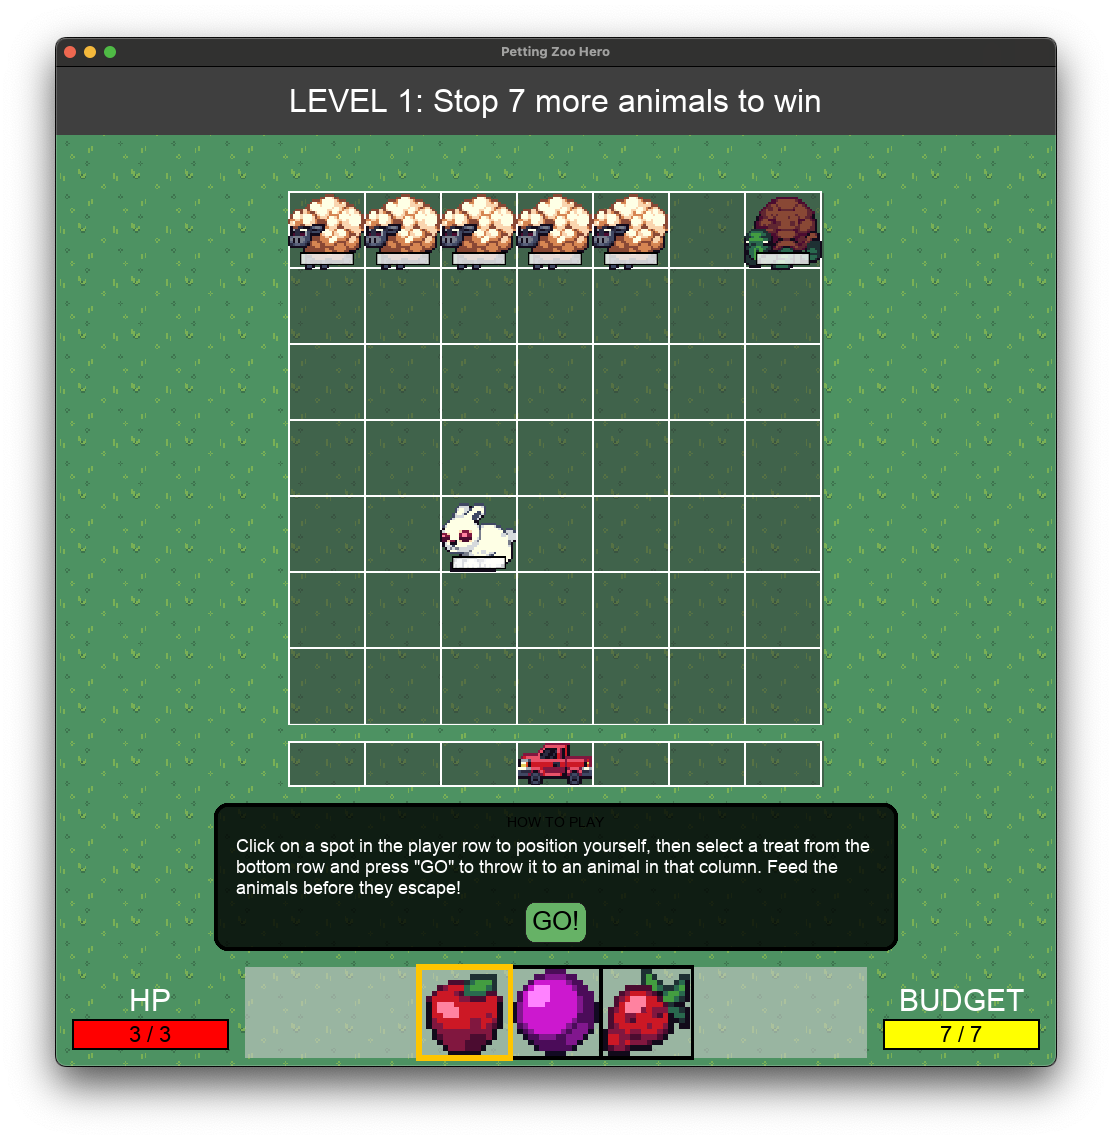 Petting Zoo Hero
LEVEL 1: Stop 7 more animals to win
HOW TO PLAY
Click on a spot in the player row to position yourself, then select a treat from the
bottom row and press "GO" to throw it to an animal in that column. Feed the
animals before they escape!
GO!
HP
3 / 3
BUDGET
7 / 7